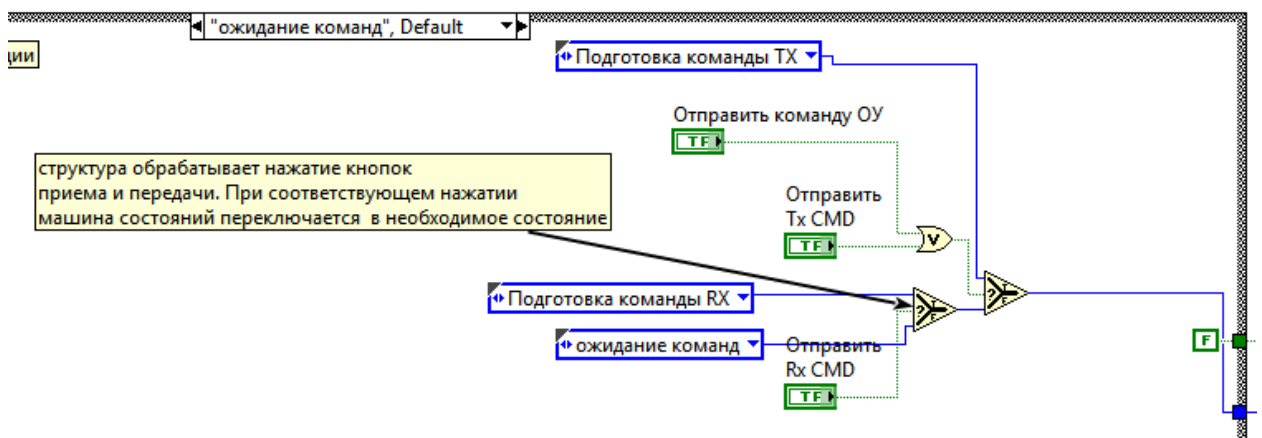 "ожидание команд", Default
ции
Подготовка команды TX
Отправить команду ОУ
TF
структура обрабатывает нажатие кнопок
приема и передачи. При соответствующем нажатии
машина состояний переключается  в необходимое состояние
Отправить
Tx CMD
TF
V
Подготовка команды RX
? T F
? T F
ожидание команд
Отправить
Rx CMD
TF
F